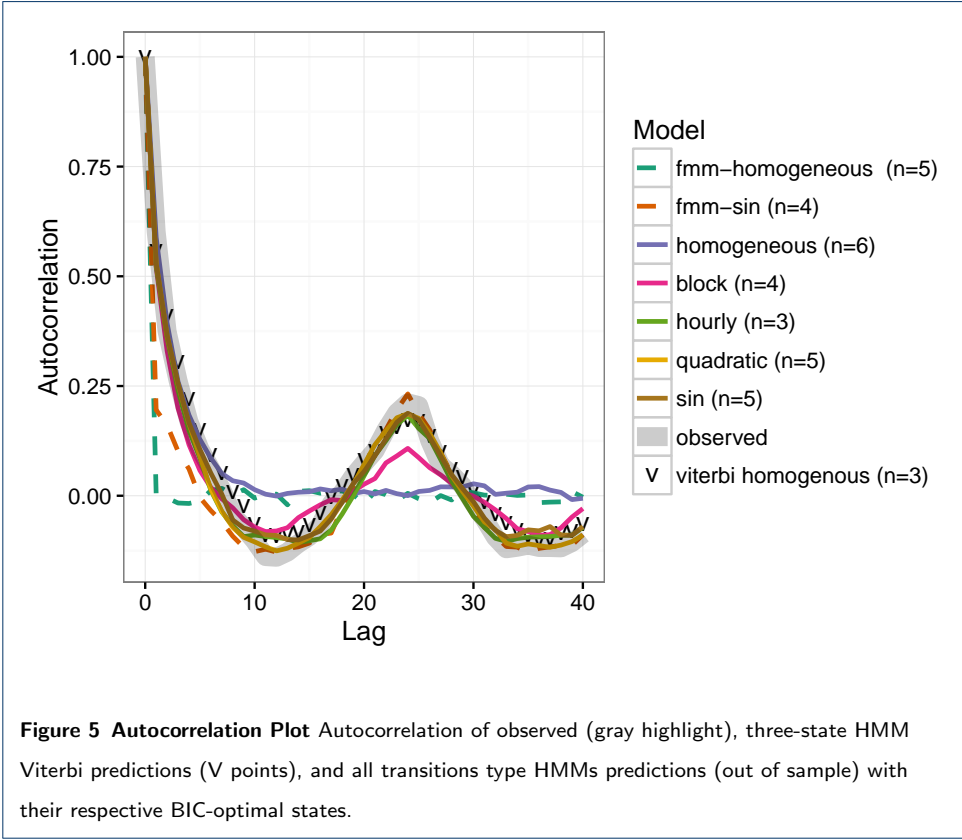 1.00
0.75
0.50
0.25
0.00
Autocorrelation
0 10 20 30 40
Lag
Model
fmm−homogeneous (n=5)
fmm−sin (n=4)
homogeneous (n=6)
block (n=4)
hourly (n=3)
quadratic (n=5)
sin (n=5)
observed
V viterbi homogenous (n=3)
Figure 5 Autocorrelation Plot Autocorrelation of observed (gray highlight), three-state HMM
Viterbi predictions (V points), and all transitions type HMMs predictions (out of sample) with
their respective BIC-optimal states.